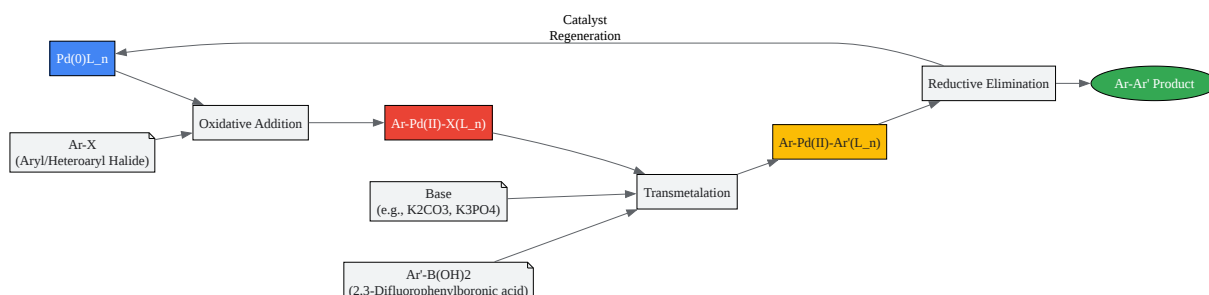 Catalyst
Regeneration
Pd(0)L_n
Reductive Elimination
Ar-Ar' Product
Oxidative Addition
Ar-Pd(II)-X(L_n)
Ar-X
(Aryl/Heteroaryl Halide)
Ar-Pd(II)-Ar'(L_n)
Base
(e.g., K2CO3, K3PO4)
Transmetalation
Ar'-B(OH)2
(2,3-Difluorophenylboronic acid)